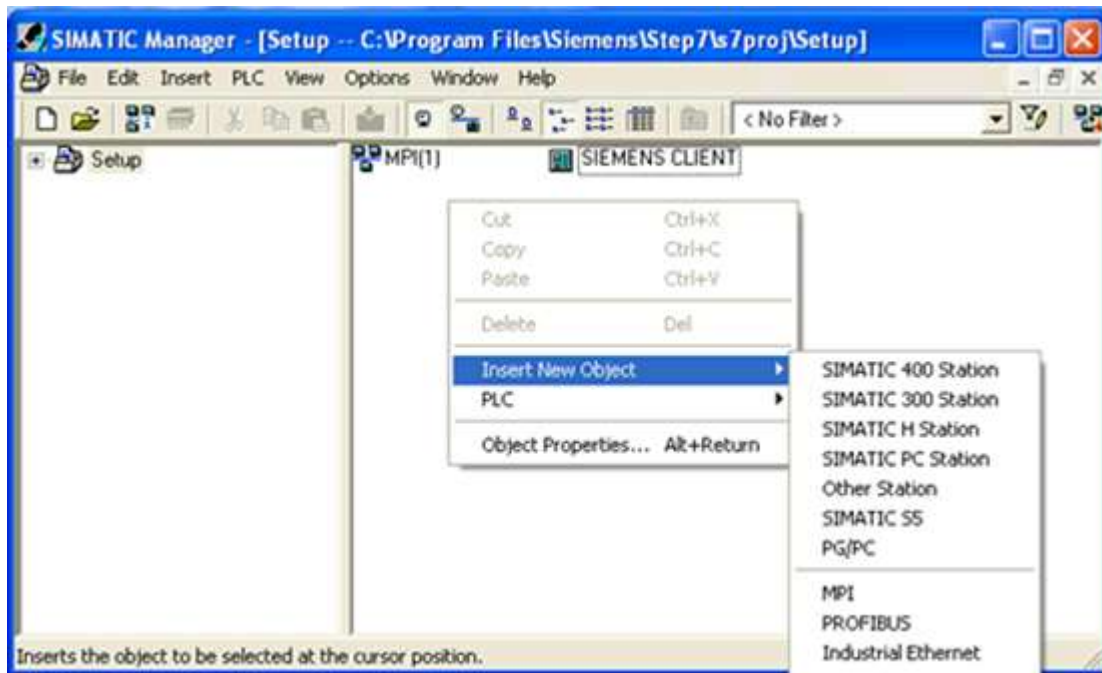 SIMATIC Manager - [Setup -- C:\Program Files\Siemens\Step7\s7proj\Setup]
File Edit Insert PLC View Options Window Help
< No Filter >
Setup
MPI(1)
SIEMENS CLIENT
Cut Ctrl+X
Copy Ctrl+C
Paste Ctrl+V
Delete Del
Insert New Object
PLC
Object Properties... Alt+Return
SIMATIC 400 Station
SIMATIC 300 Station
SIMATIC H Station
SIMATIC PC Station
Other Station
SIMATIC S5
PG/PC
MPI
PROFIBUS
Industrial Ethernet
Inserts the object to be selected at the cursor position.